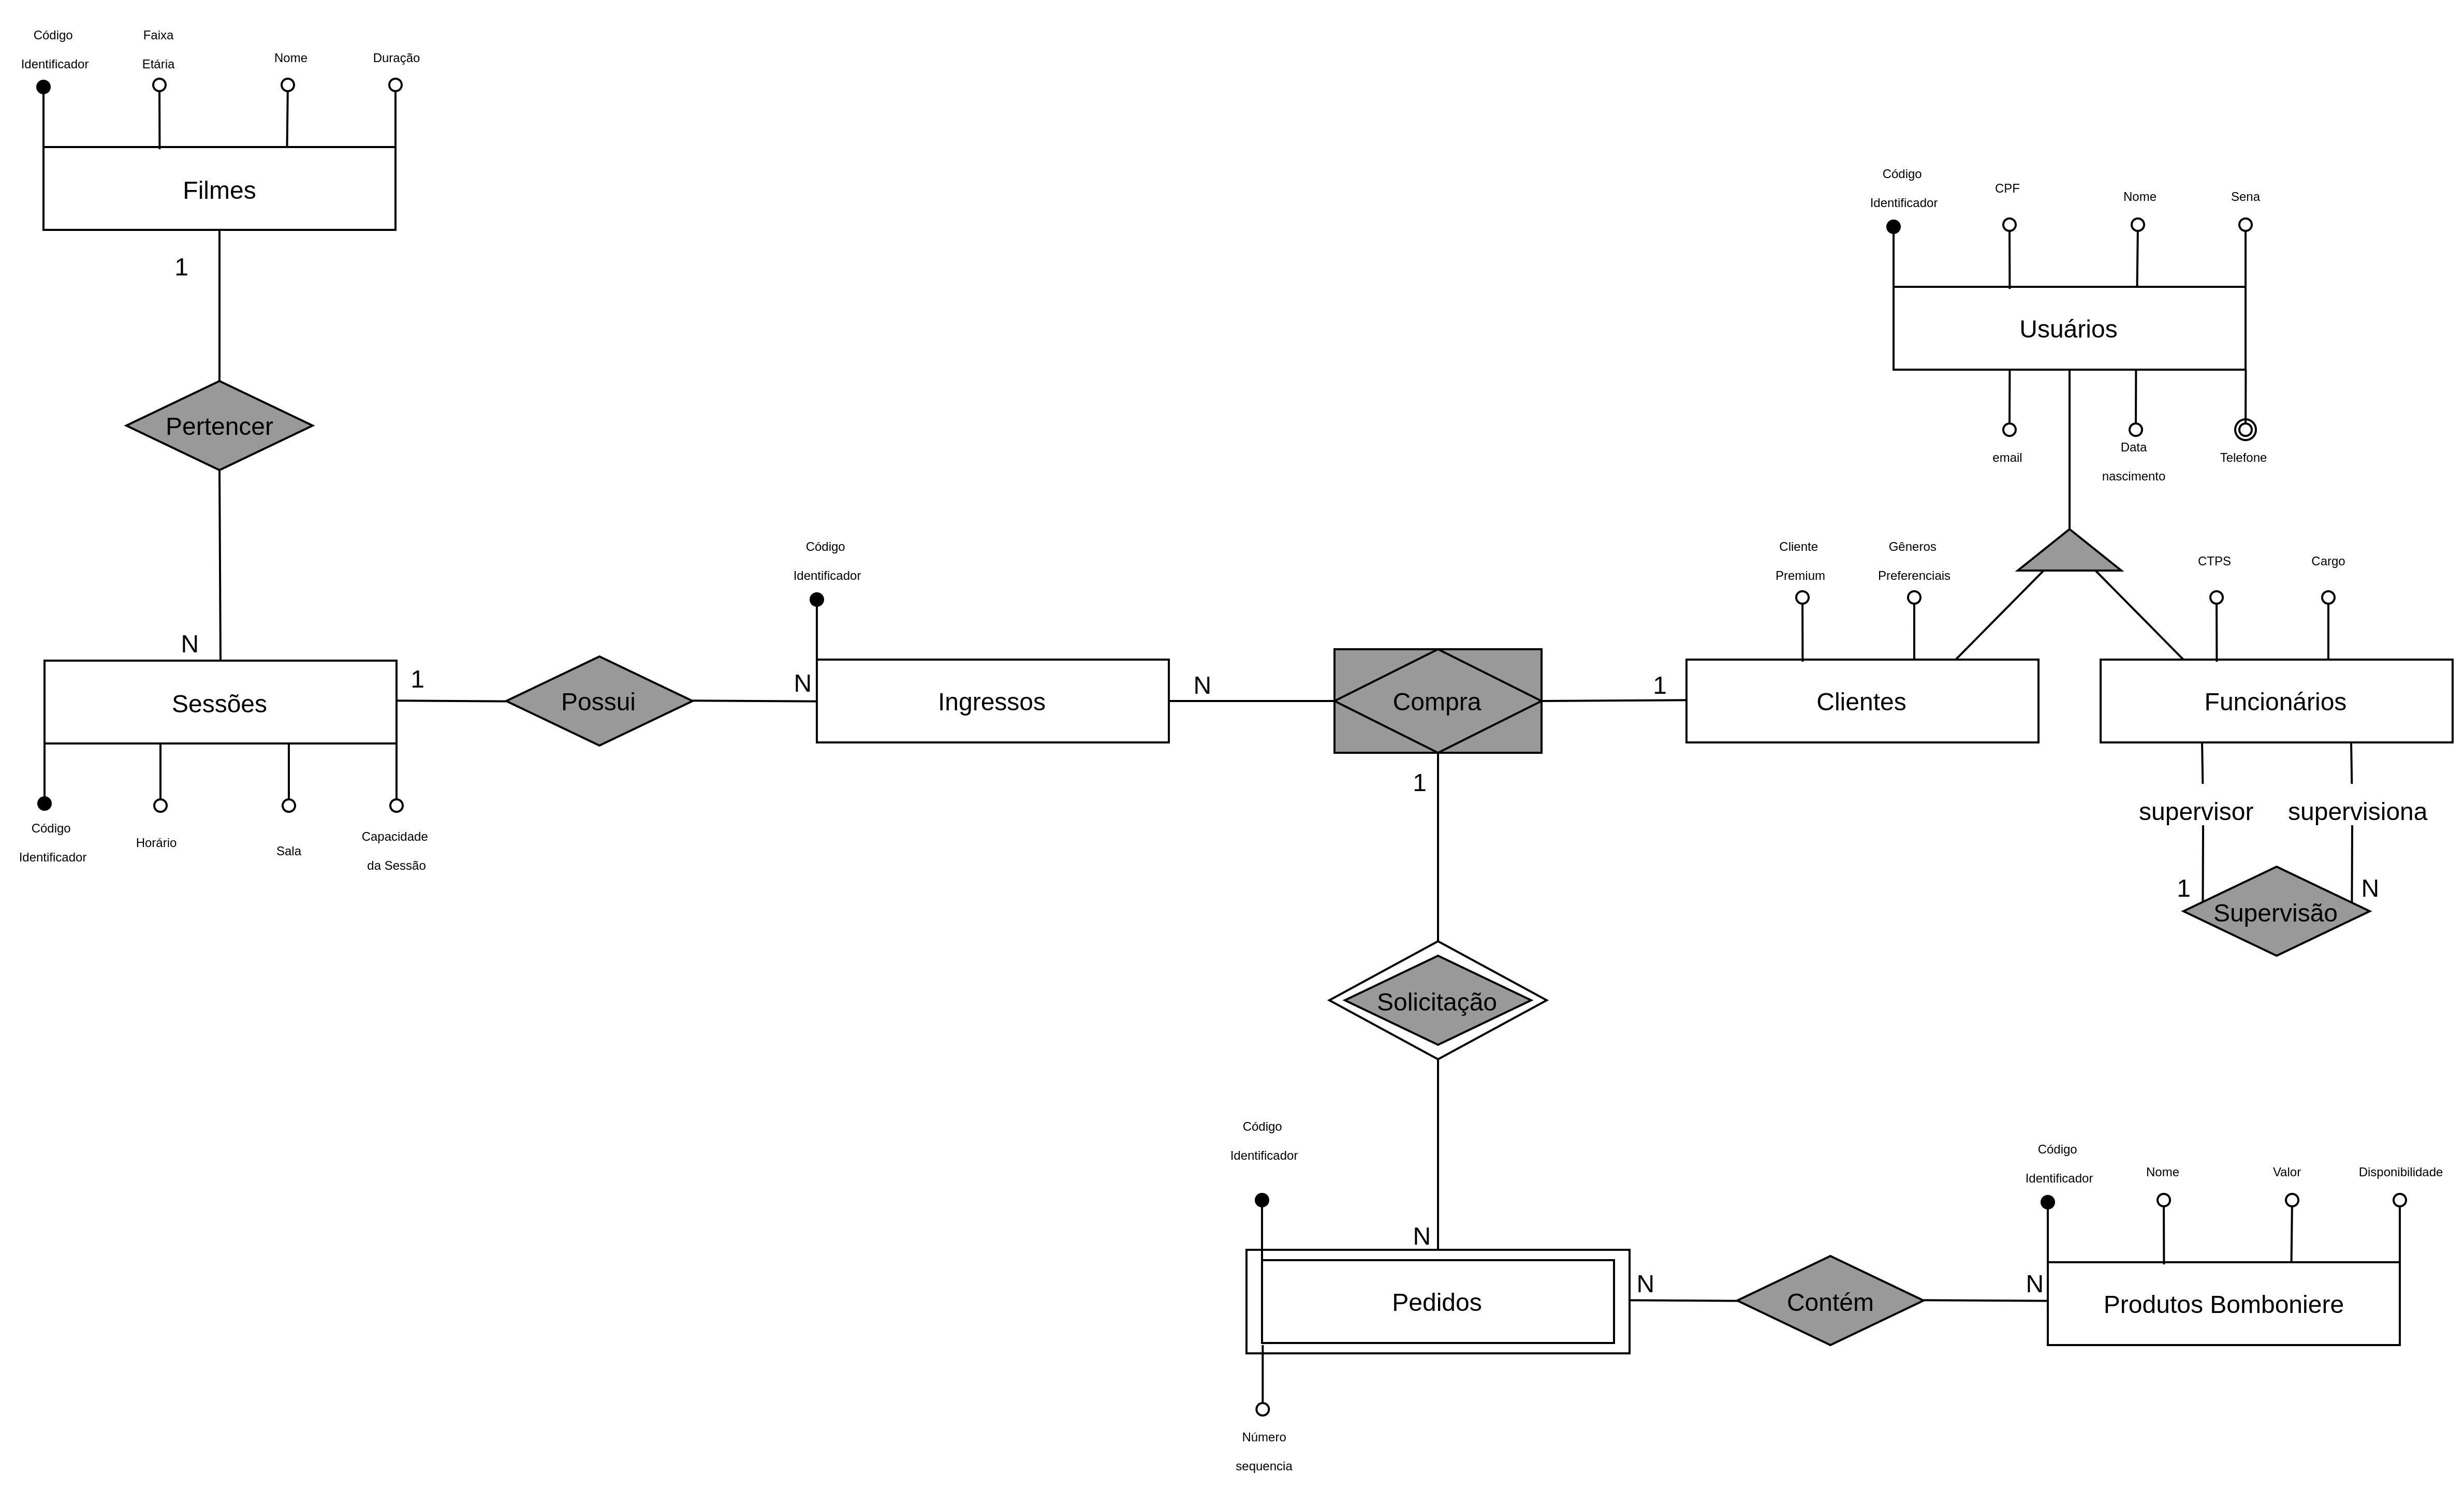 Código
Identificador
Faixa
Etária
Nome
Duração
Filmes
1
Pertencer
N
Sessões
Código
Identificador
Horário
Sala
Capacidade
da Sessão
1
Possui
N
Código
Identificador
Ingressos
N
Compra
1
Cliente
Premium
Gêneros
Preferenciais
Clientes
Código
Identificador
CPF
Nome
Sena
Usuários
email
Data
nascimento
Telefone
CTPS
Cargo
Funcionários
supervisor
supervisiona
1
N
Supervisão
1
Solicitação
N
Código
Identificador
Pedidos
Número
sequencia
N
Contém
N
Código
Identificador
Nome
Valor
Disponibilidade
Produtos Bomboniere